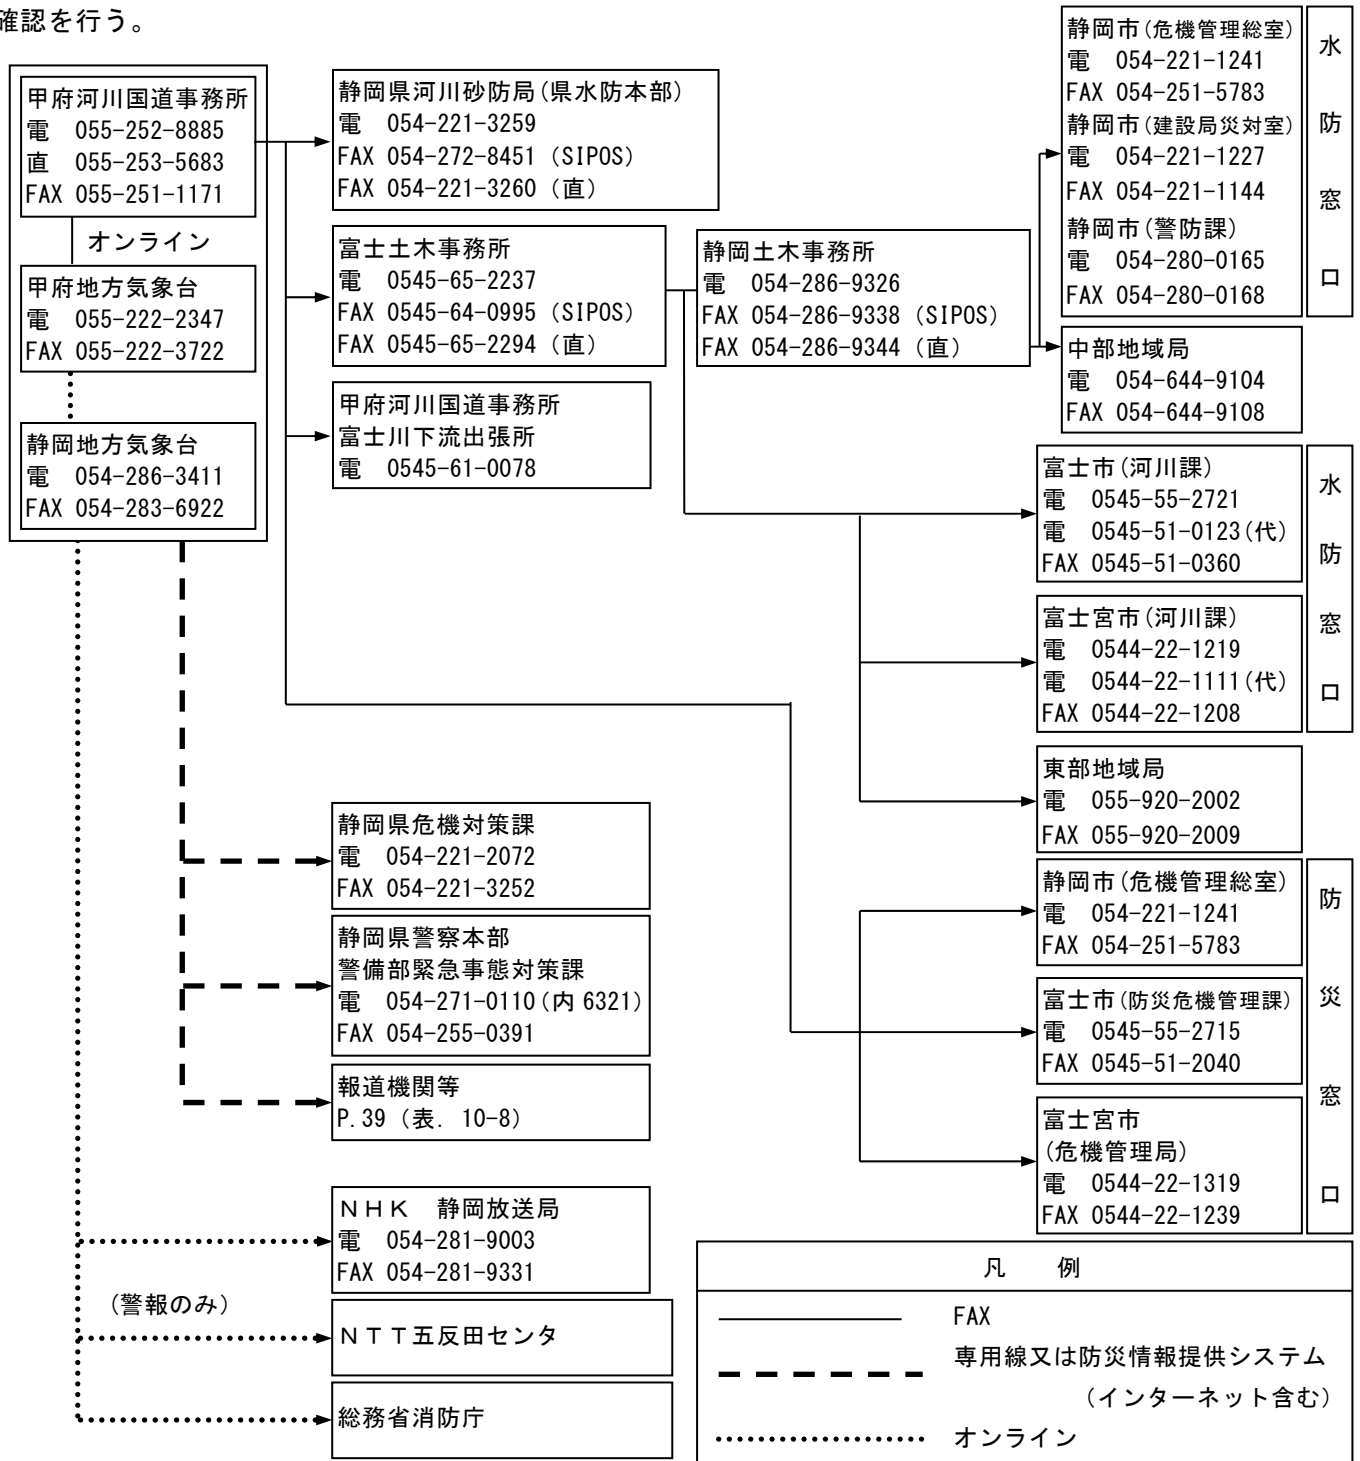 確認を行う。
甲府河川国道事務所
電 055-252-8885
直 055-253-5683
FAX 055-251-1171
オンライン
甲府地方気象台
電 055-222-2347
FAX 055-222-3722
静岡地方気象台
電 054-286-3411
FAX 054-283-6922
静岡県河川砂防局(県水防本部)
電 054-221-3259
FAX 054-272-8451 (SIPOS)
FAX 054-221-3260 (直)
富士土木事務所
電 0545-65-2237
FAX 0545-64-0995 (SIPOS)
FAX 0545-65-2294 (直)
甲府河川国道事務所
富士川下流出張所
電 0545-61-0078
静岡土木事務所
電 054-286-9326
FAX 054-286-9338 (SIPOS)
FAX 054-286-9344 (直)
静岡市(危機管理総室)
電 054-221-1241
FAX 054-251-5783
静岡市(建設局災対室)
電 054-221-1227
FAX 054-221-1144
静岡市(警防課)
電 054-280-0165
FAX 054-280-0168
水防窓口
中部地域局
電 054-644-9104
FAX 054-644-9108
富士市(河川課)
電 0545-55-2721
電 0545-51-0123(代)
FAX 0545-51-0360
富士宮市(河川課)
電 0544-22-1219
電 0544-22-1111(代)
FAX 0544-22-1208
水防窓口
東部地域局
電 055-920-2002
FAX 055-920-2009
静岡市(危機管理総室)
電 054-221-1241
FAX 054-251-5783
富士市(防災危機管理課)
電 0545-55-2715
FAX 0545-51-2040
富士宮市
(危機管理局)
電 0544-22-1319
FAX 0544-22-1239
防災窓口
静岡県危機対策課
電 054-221-2072
FAX 054-221-3252
静岡県警察本部
警備部緊急事態対策課
電 054-271-0110(内 6321)
FAX 054-255-0391
報道機関等
P.39 (表. 10-8)
NHK 静岡放送局
電 054-281-9003
FAX 054-281-9331
(警報のみ)
NTT五反田センタ
総務省消防庁
凡 例
FAX
専用線又は防災情報提供システム
(インターネット含む)
オンライン